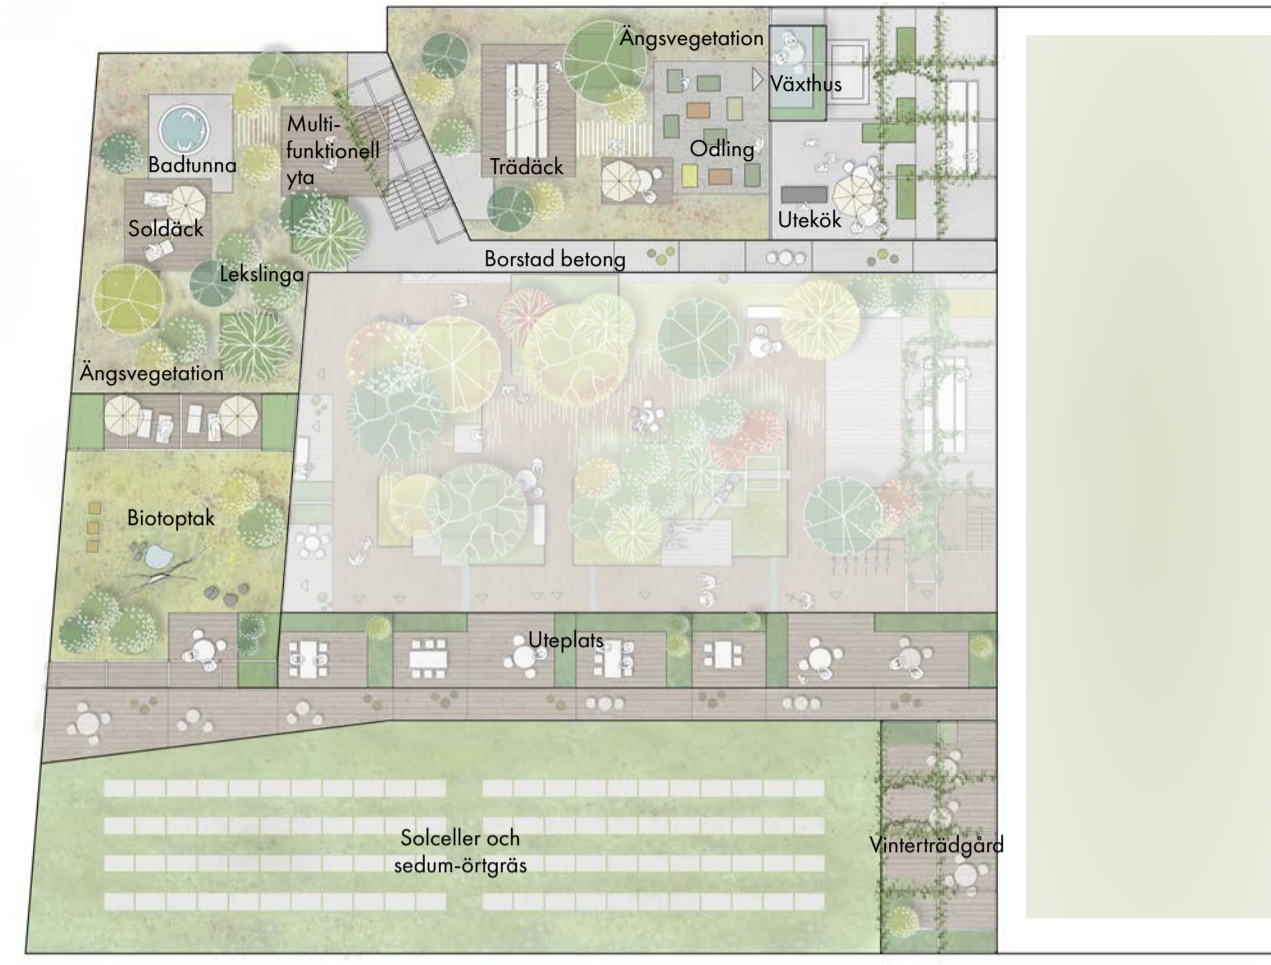 Ängsvegetation
Växthus
Multi-
funktionell
yta
Badtunna
Trädäck
Odling
Soldäck
Utekök
Borstad betong
Lekslinga
Ängsvegetation
Biotoptak
Uteplats
Solceller och
sedum-örtgräs
Vinterträdgård